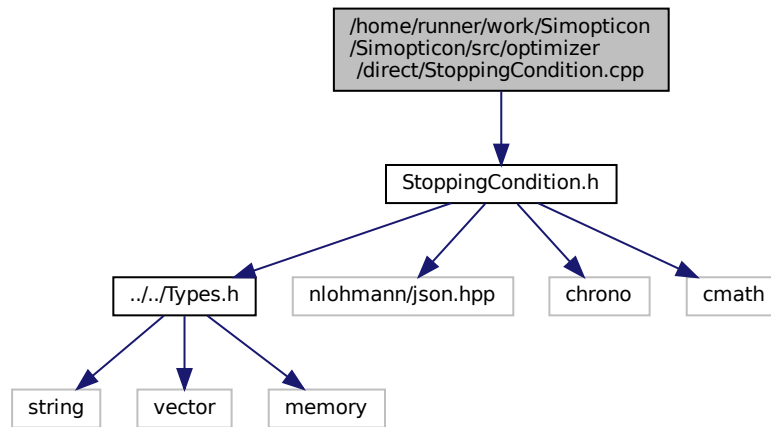 /home/runner/work/Simopticon
/Simopticon/src/optimizer
/direct/StoppingCondition.cpp
StoppingCondition.h
../../Types.h
nlohmann/json.hpp
chrono
cmath
string
vector
memory